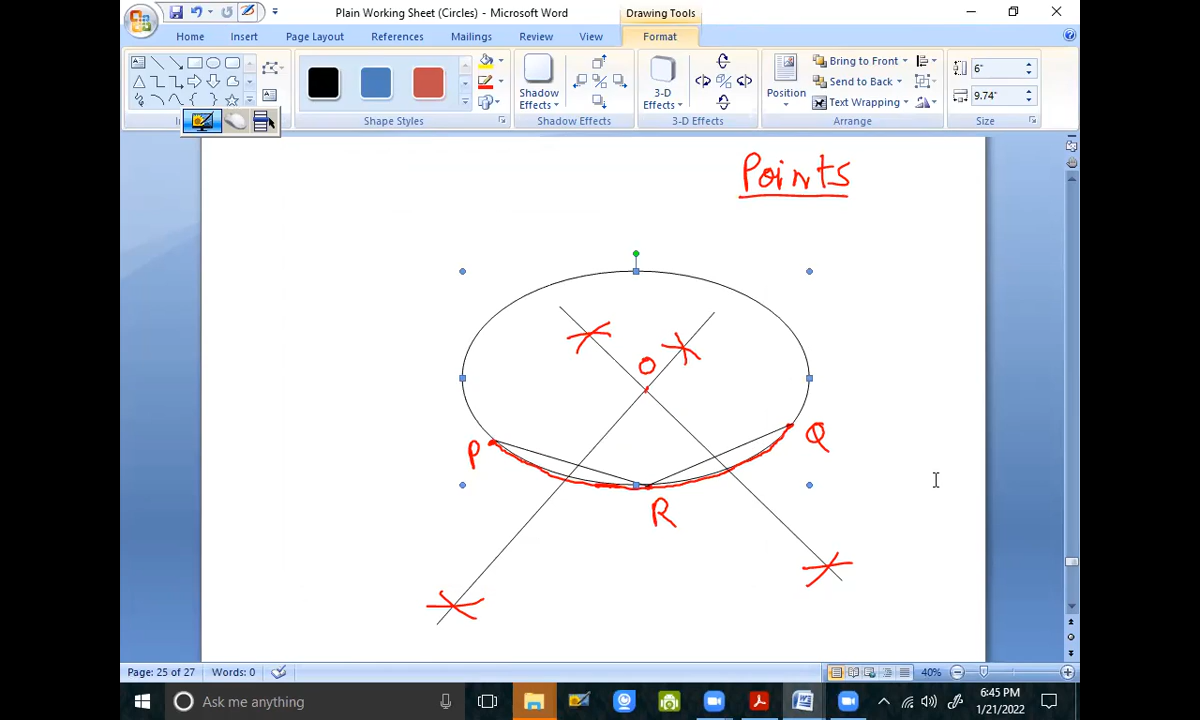 Plain Working Sheet (Circles) - Microsoft Word
Drawing Tools
Home Insert Page Layout References Mailings Review View Format
Shadow Effects
3-D Effects
Position
Bring to Front
Send to Back
Text Wrapping
6"
9.74"
Shape Styles
Shadow Effects
3-D Effects
Arrange
Size
Points
O
P
Q
R
Page: 25 of 27 Words: 0
40%
Ask me anything
6:45 PM
1/21/2022